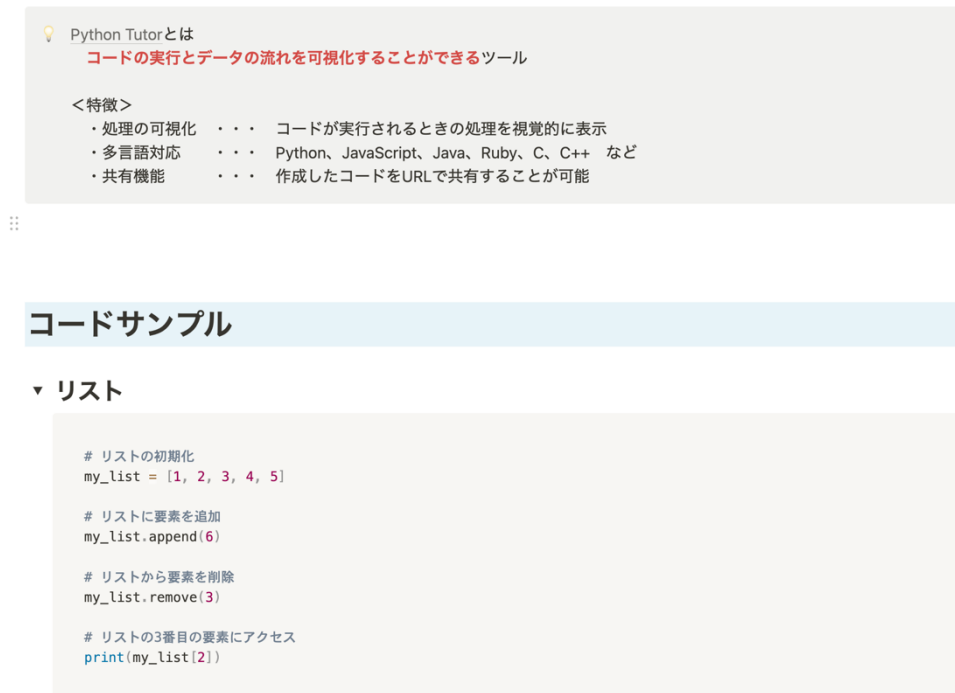 💡 Python Tutorとは
コードの実行とデータの流れを可視化することができるツール
＜特徴＞
・処理の可視化 ・・・ コードが実行されるときの処理を視覚的に表示
・多言語対応 ・・・ Python、JavaScript、Java、Ruby、C、C++ など
・共有機能 ・・・ 作成したコードをURLで共有することが可能
コードサンプル
▼ リスト
# リストの初期化
my_list = [1, 2, 3, 4, 5]
# リストに要素を追加
my_list.append(6)
# リストから要素を削除
my_list.remove(3)
# リストの3番目の要素にアクセス
print(my_list[2])